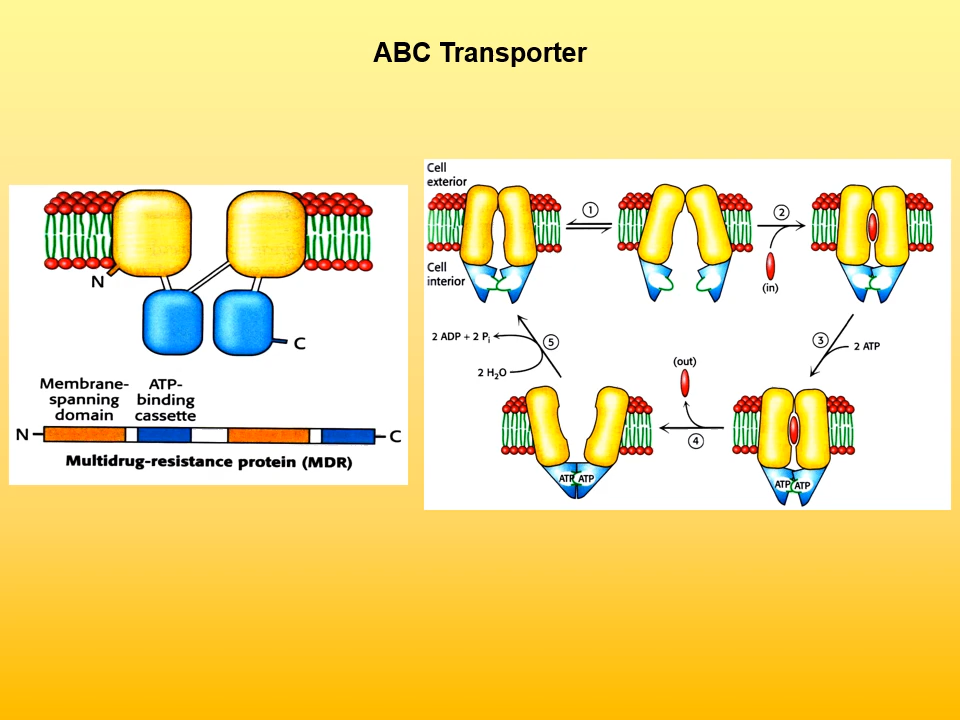 ABC Transporter
N
C
Membrane-
spanning
domain
ATP-
binding
cassette
N
C
Multidrug-resistance protein (MDR)
Cell
exterior
Cell
interior
1
2
(in)
3
2 ATP
ATP ATP
(out)
4
ATP ATP
5
2 ADP + 2 Pi
2 H2O